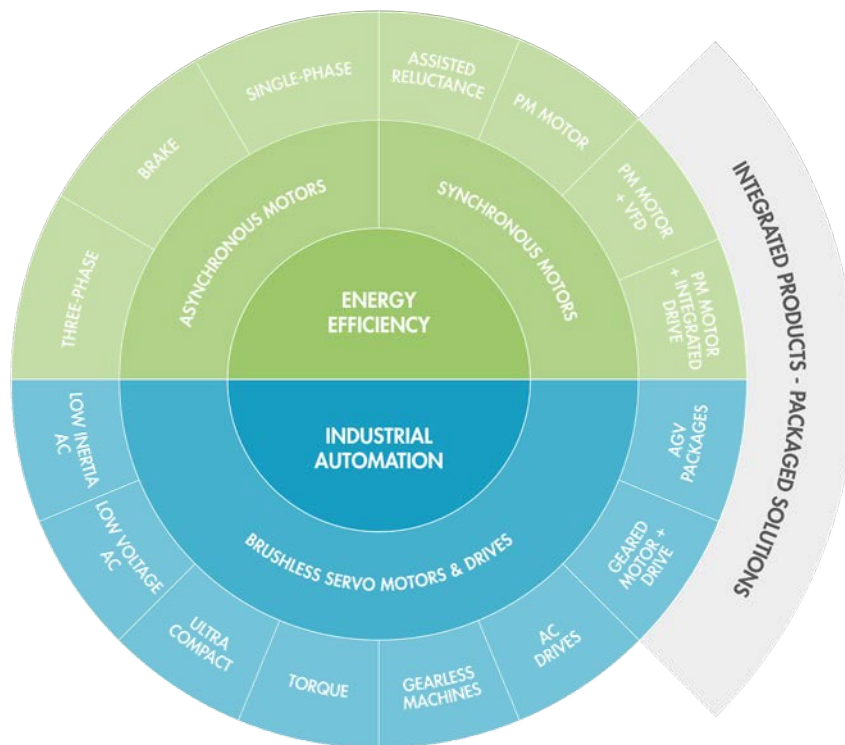 THREE-PHASE
BRAKE
SINGLE-PHASE
ASSISTED
RELUCTANCE
PM MOTOR
PM MOTOR
+ VFD
PM MOTOR
+ INTEGRATED
DRIVE
ASYNCHRONOUS MOTORS
SYNCHRONOUS MOTORS
ENERGY
EFFICIENCY
INDUSTRIAL
AUTOMATION
BRUSHLESS SERVO MOTORS & DRIVES
LOW INERTIA
AC
LOW VOLTAGE
AC
ULTRA
COMPACT
TORQUE
GEARLESS
MACHINES
AC
DRIVES
GEARED
MOTOR +
DRIVE
AGV
PACKAGES
INTEGRATED PRODUCTS - PACKAGED SOLUTIONS